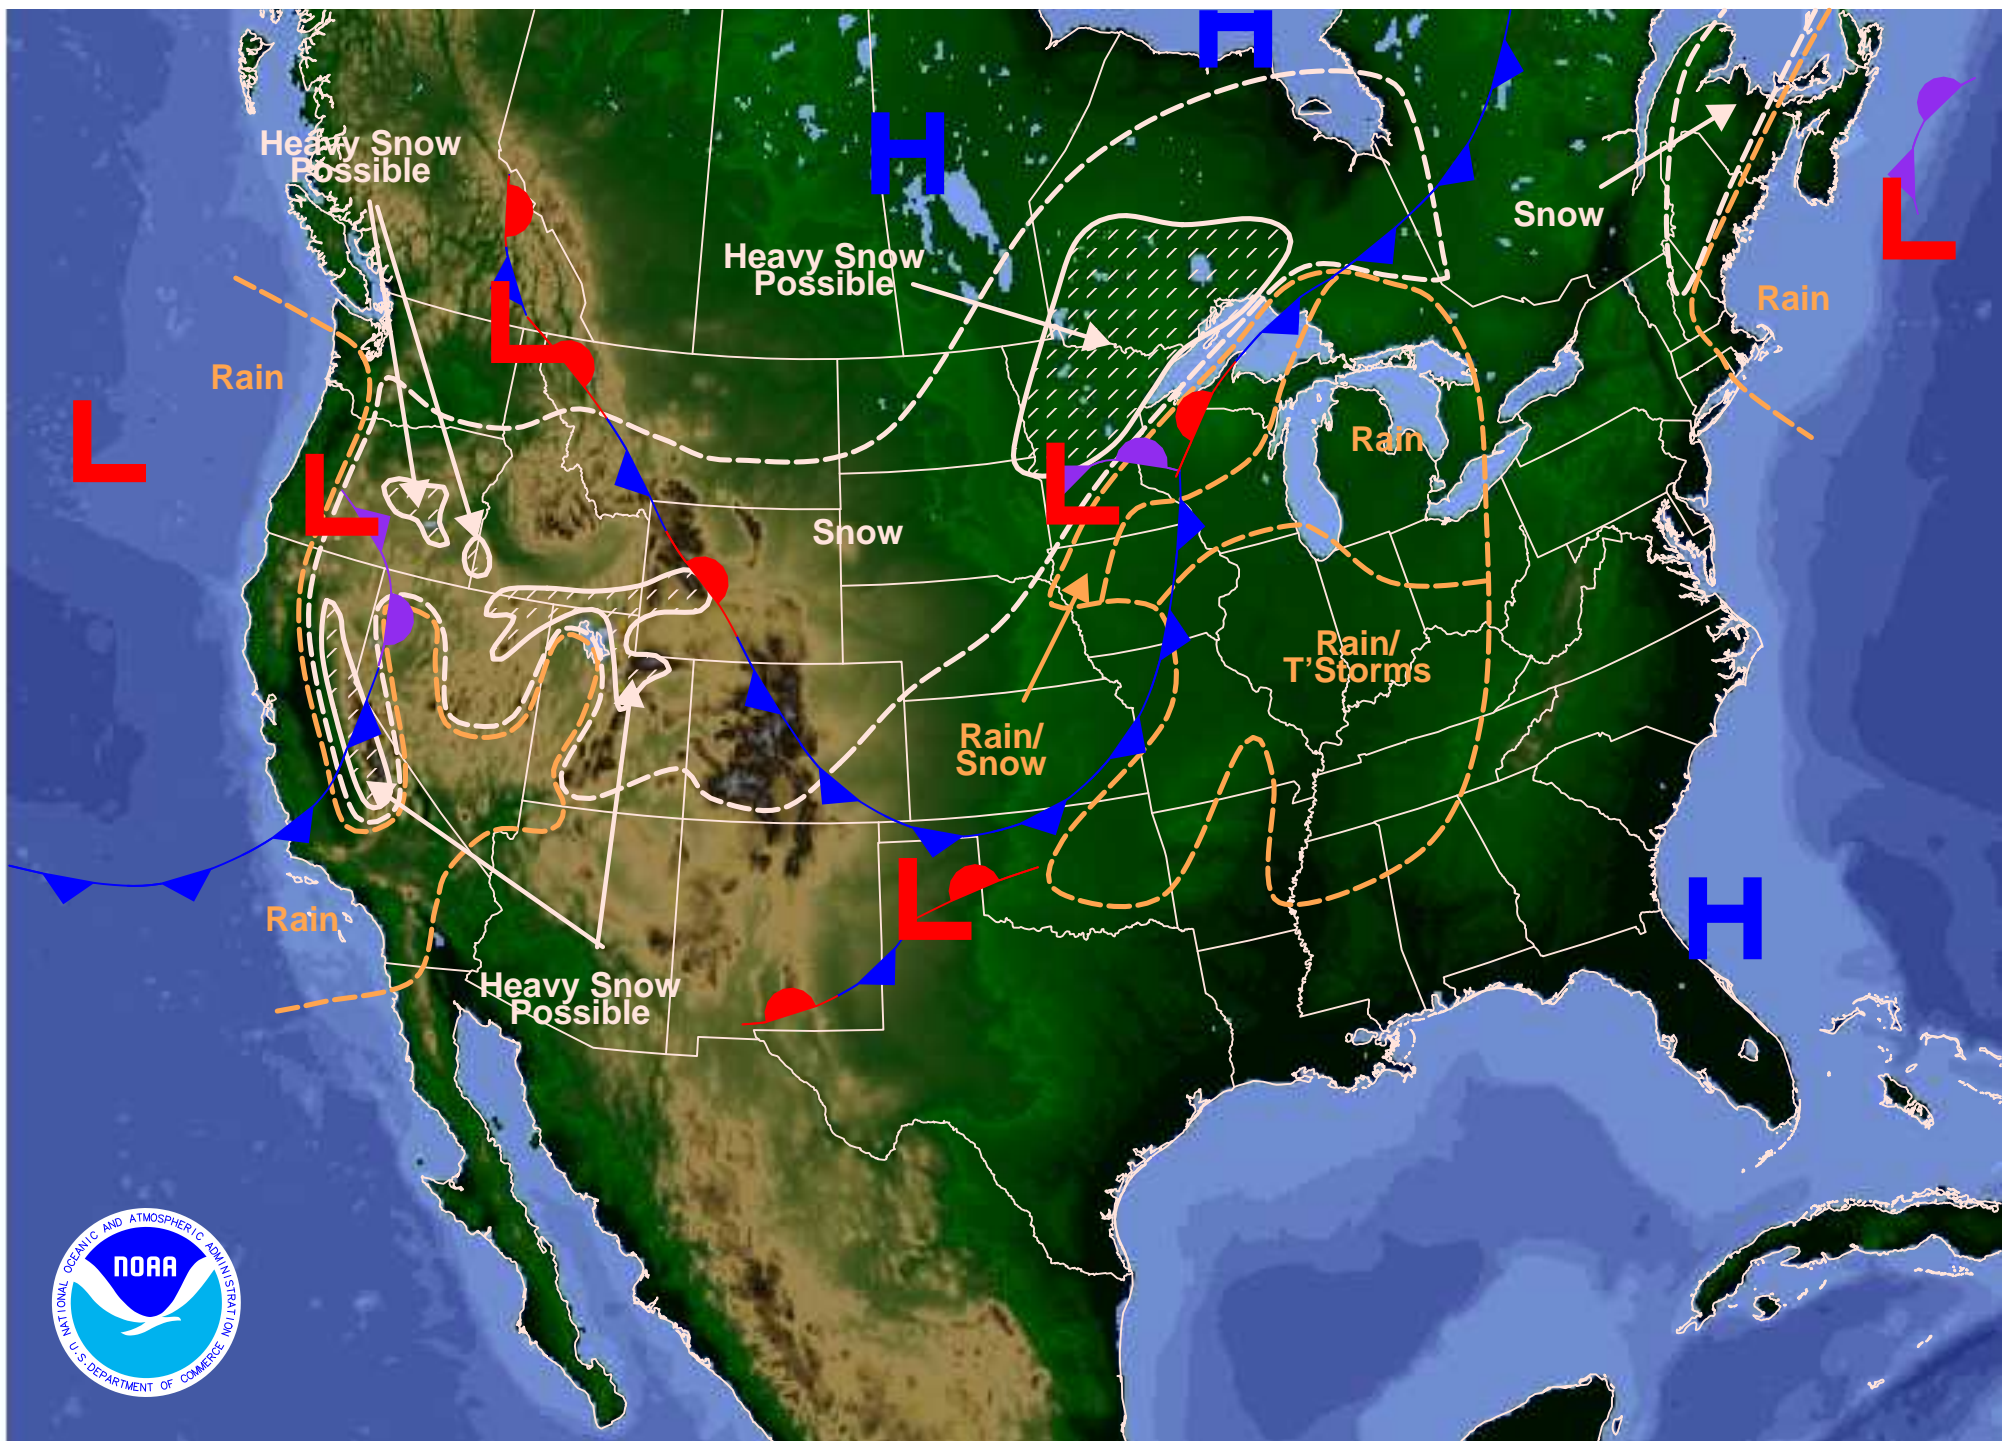 H
H
Heavy Snow
Possible
L
Snow
Heavy Snow
Possible
L
Rain
Rain
L
Rain
L
L
L
Snow
Rain/
T'Storms
Rain/
Snow
L
H
Rain
Heavy Snow
Possible
NATIONAL OCEANIC AND ATMOSPHERIC ADMINISTRATION
NOAA
U.S. DEPARTMENT OF COMMERCE